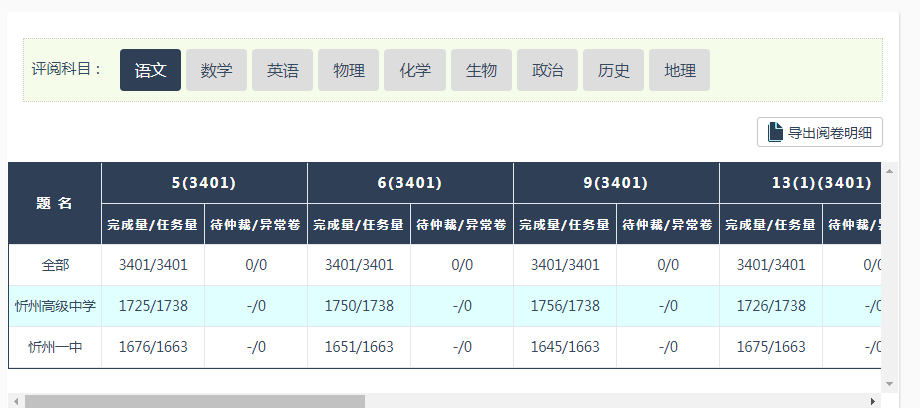 评阅科目： 语文 数学 英语 物理 化学 生物 政治 历史 地理
导出阅卷明细
题 名 5(3401) 6(3401) 9(3401) 13(1)(3401)
完成量/任务量 待仲裁/异常卷 完成量/任务量 待仲裁/异常卷 完成量/任务量 待仲裁/异常卷 完成量/任务量 待仲裁/
全部 3401/3401 0/0 3401/3401 0/0 3401/3401 0/0 3401/3401 0/0
忻州高级中学 1725/1738 -/0 1750/1738 -/0 1756/1738 -/0 1726/1738 -/0
忻州一中 1676/1663 -/0 1651/1663 -/0 1645/1663 -/0 1675/1663 -/0